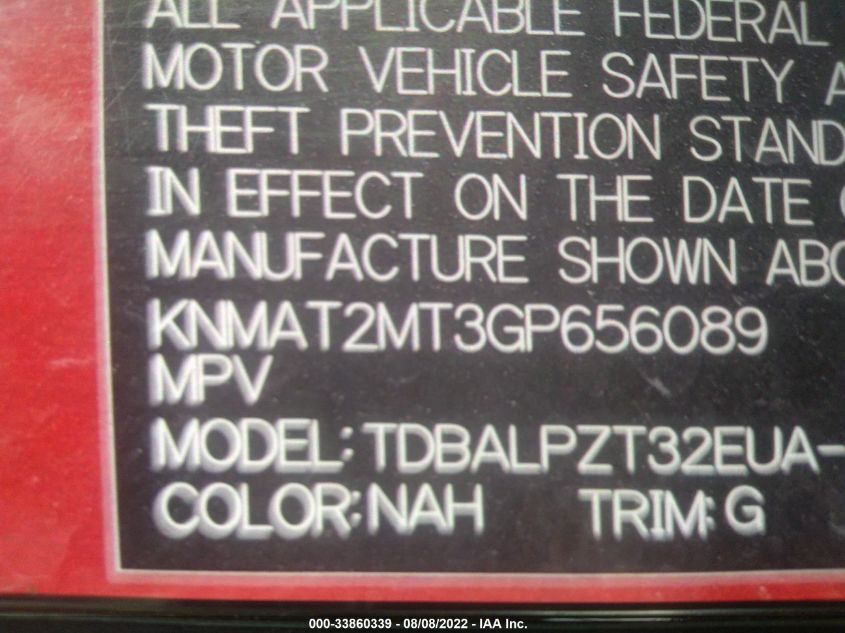 ALL APPLICABLE FEDERAL
MOTOR VEHICLE SAFETY A
THEFT PREVENTION STAND
IN EFFECT ON THE DATE O
MANUFACTURE SHOWN ABO
KNMAT2MT3GP656089
MPV
MODEL: TDBALPZT32EUA-
COLOR: NAH TRIM: G
000-33860339 - 08/08/2022 - IAA Inc.